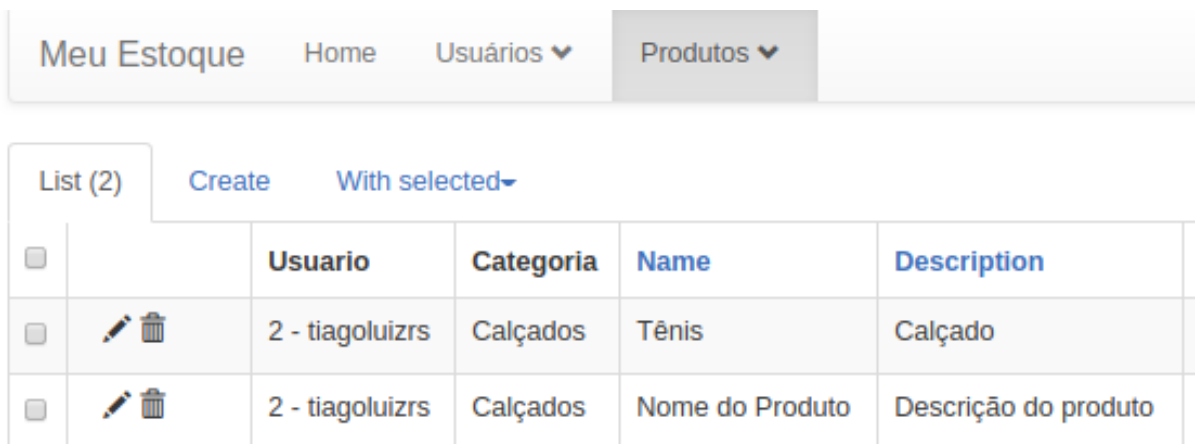 Meu Estoque Home Usuários Produtos
List (2) Create With selected
Usuario Categoria Name Description
2 - tiagoluizrs Calçados Tênis Calçado
2 - tiagoluizrs Calçados Nome do Produto Descrição do produto